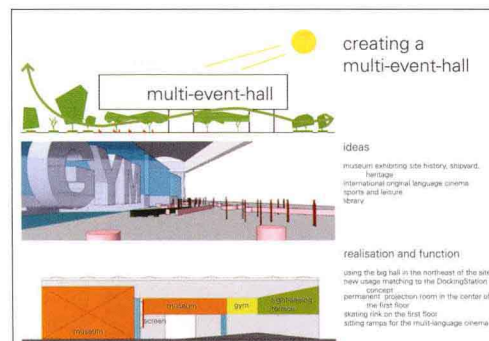 creating a
multi-event-hall
multi-event-hall
GYM
ideas
museum exhibiting site history, shipyard,
heritage
international original language cinema
sports and leisure
library
realisation and function
using the big hall in the northeast of the site
new usage matching to the DockingStation
concept
permanent projection room in the center of
the first floor
skating rink on the first floor
sitting ramps for the multi-language cinema
museum
gym
sightseeing
terrace
screen
museum